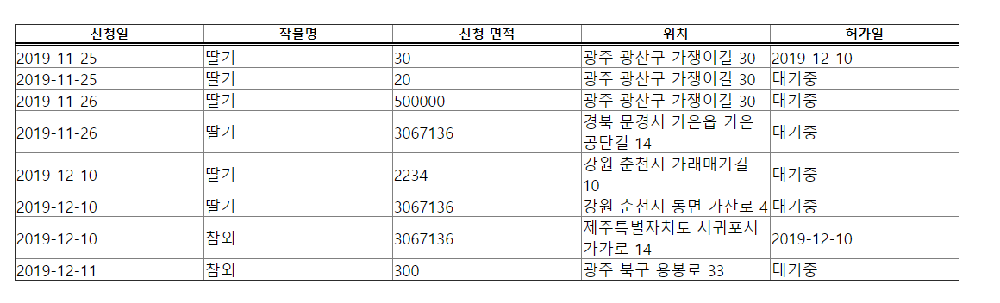 신청일 작물명 신청 면적 위치 허가일
2019-11-25 딸기 30 광주 광산구 가쟁이길 30 2019-12-10
2019-11-25 딸기 20 광주 광산구 가쟁이길 30 대기중
2019-11-26 딸기 500000 광주 광산구 가쟁이길 30 대기중
2019-11-26 딸기 3067136 경북 문경시 가은읍 가은
공단길 14 대기중
2019-12-10 딸기 2234 강원 춘천시 가래매기길
10 대기중
2019-12-10 딸기 3067136 강원 춘천시 동면 가산로 4 대기중
2019-12-10 참외 3067136 제주특별자치도 서귀포시
가가로 14 2019-12-10
2019-12-11 참외 300 광주 북구 용봉로 33 대기중